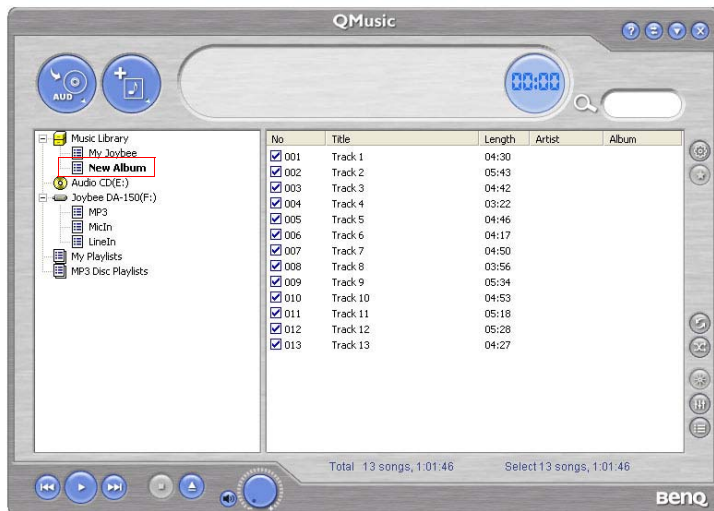 QMusic
AUD
00:00
Music Library
My Joybee
New Album
Audio CD(E:)
Joybee DA-150(F:)
MP3
MicIn
LineIn
My Playlists
MP3 Disc Playlists
No Title Length Artist Album
001 Track 1 04:30
002 Track 2 05:43
003 Track 3 04:42
004 Track 4 03:22
005 Track 5 04:46
006 Track 6 04:17
007 Track 7 04:50
008 Track 8 03:56
009 Track 9 05:34
010 Track 10 04:53
011 Track 11 05:18
012 Track 12 05:28
013 Track 13 04:27
Total 13 songs, 1:01:46 Select 13 songs, 1:01:46
BenQ